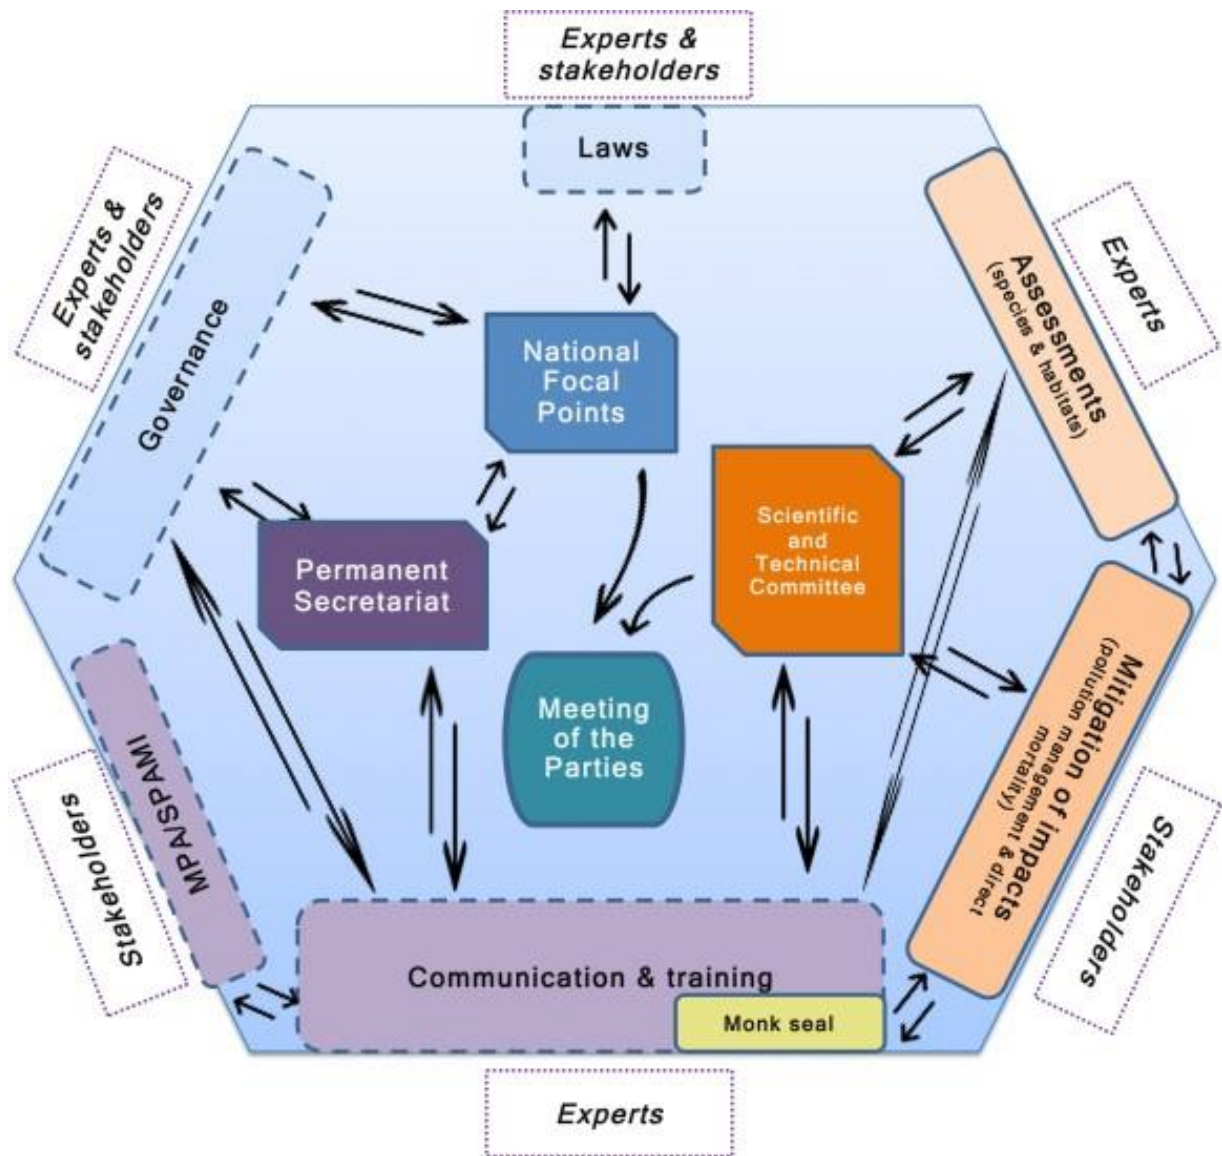 Experts &
stakeholders
Laws
Experts &
stakeholders
Governance
National
Focal
Points
Assessments
(species & habitats)
Experts
Permanent
Secretariat
Scientific
and
Technical
Committee
Meeting
of the
Parties
Mitigation of impacts
(pollution management & direct
mortality)
Stakeholders
MPA/SPAMI
Stakeholders
Communication & training
Monk seal
Experts